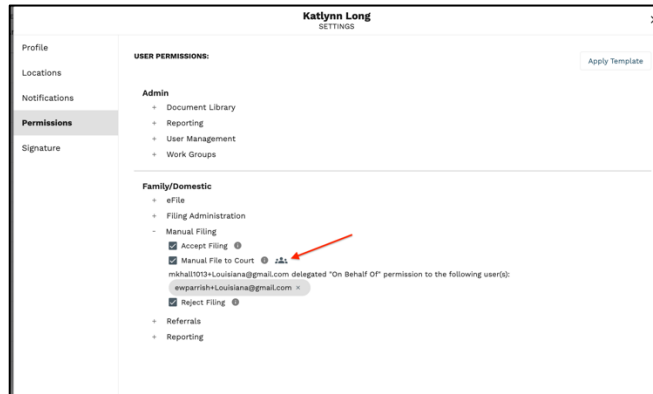 Katlynn Long
SETTINGS
Profile
Locations
Notifications
Permissions
Signature
USER PERMISSIONS:
Apply Template
Admin
+ Document Library
+ Reporting
+ User Management
+ Work Groups
Family/Domestic
+ eFile
+ Filing Administration
- Manual Filing
Accept Filing
Manual File to Court
mkhall1013+Louisiana@gmail.com delegated "On Behalf Of" permission to the following user(s):
ewparrish+Louisiana@gmail.com ×
Reject Filing
+ Referrals
+ Reporting